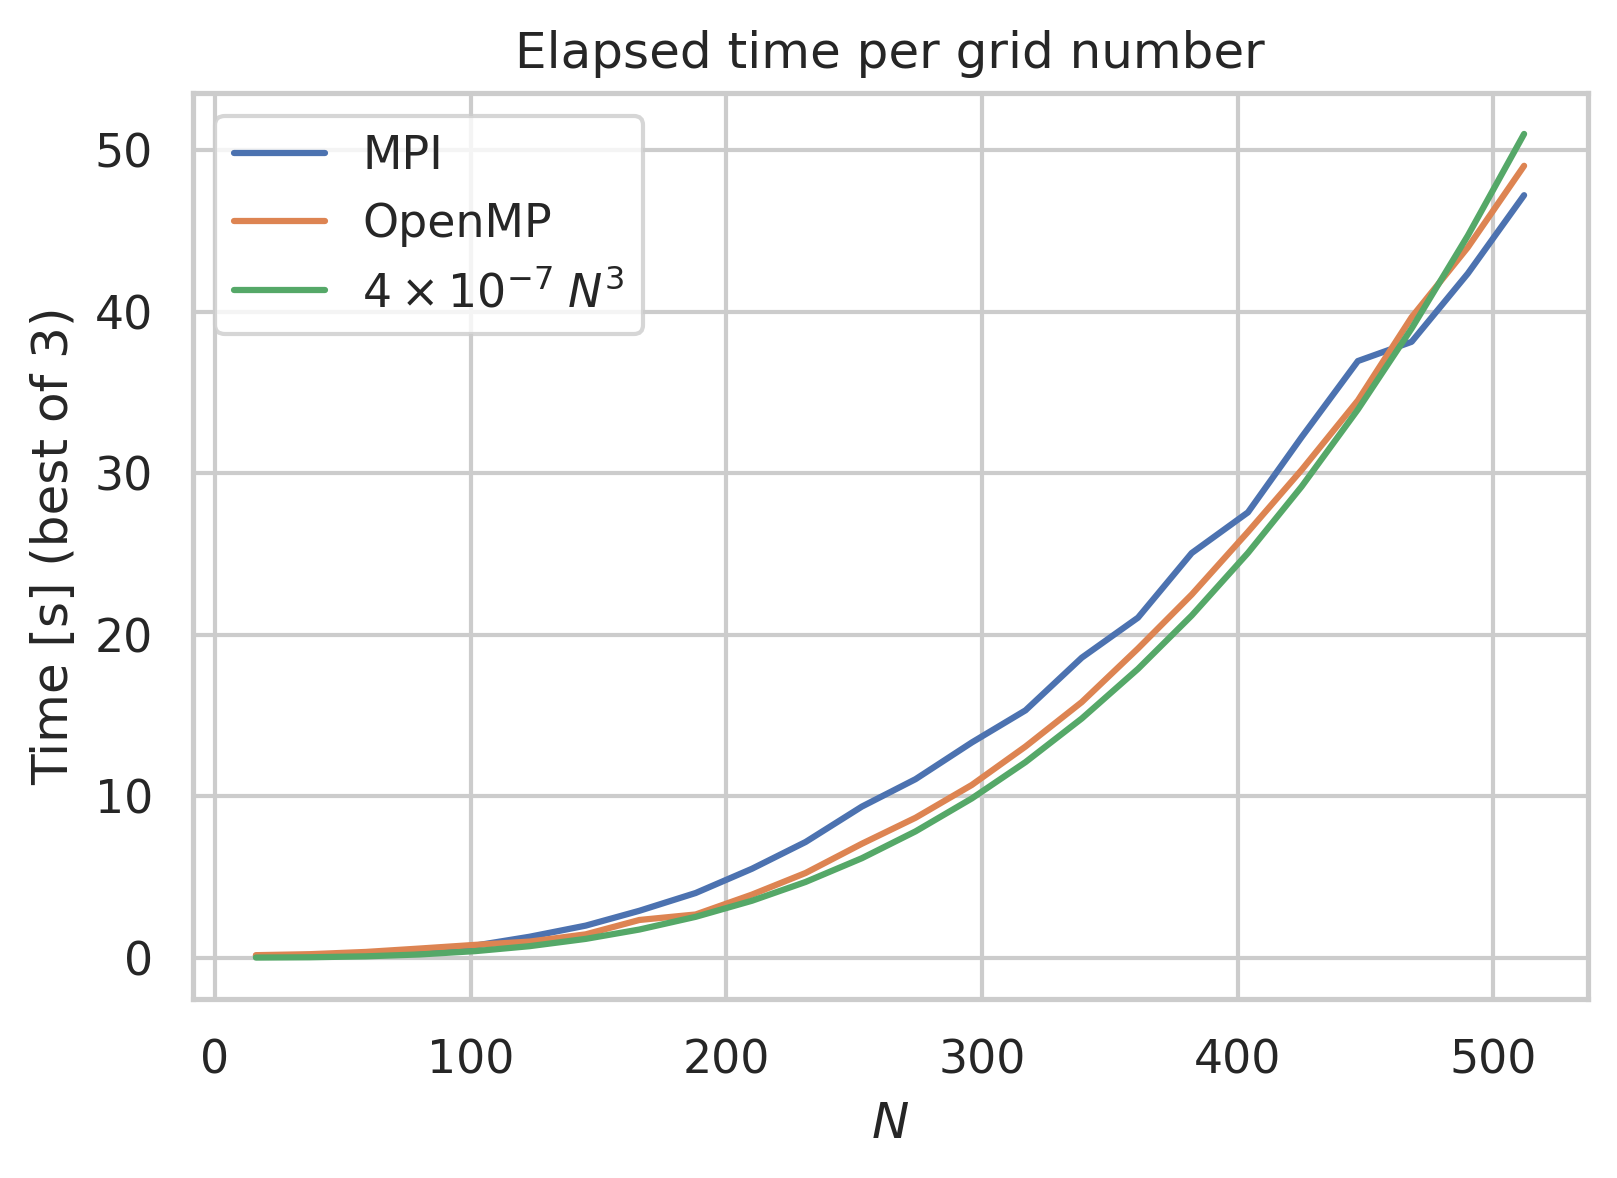 Elapsed time per grid number
MPI
OpenMP
4 × 10⁻⁷ N³
Time [s] (best of 3)
50
40
30
20
10
0
0 100 200 300 400 500
N